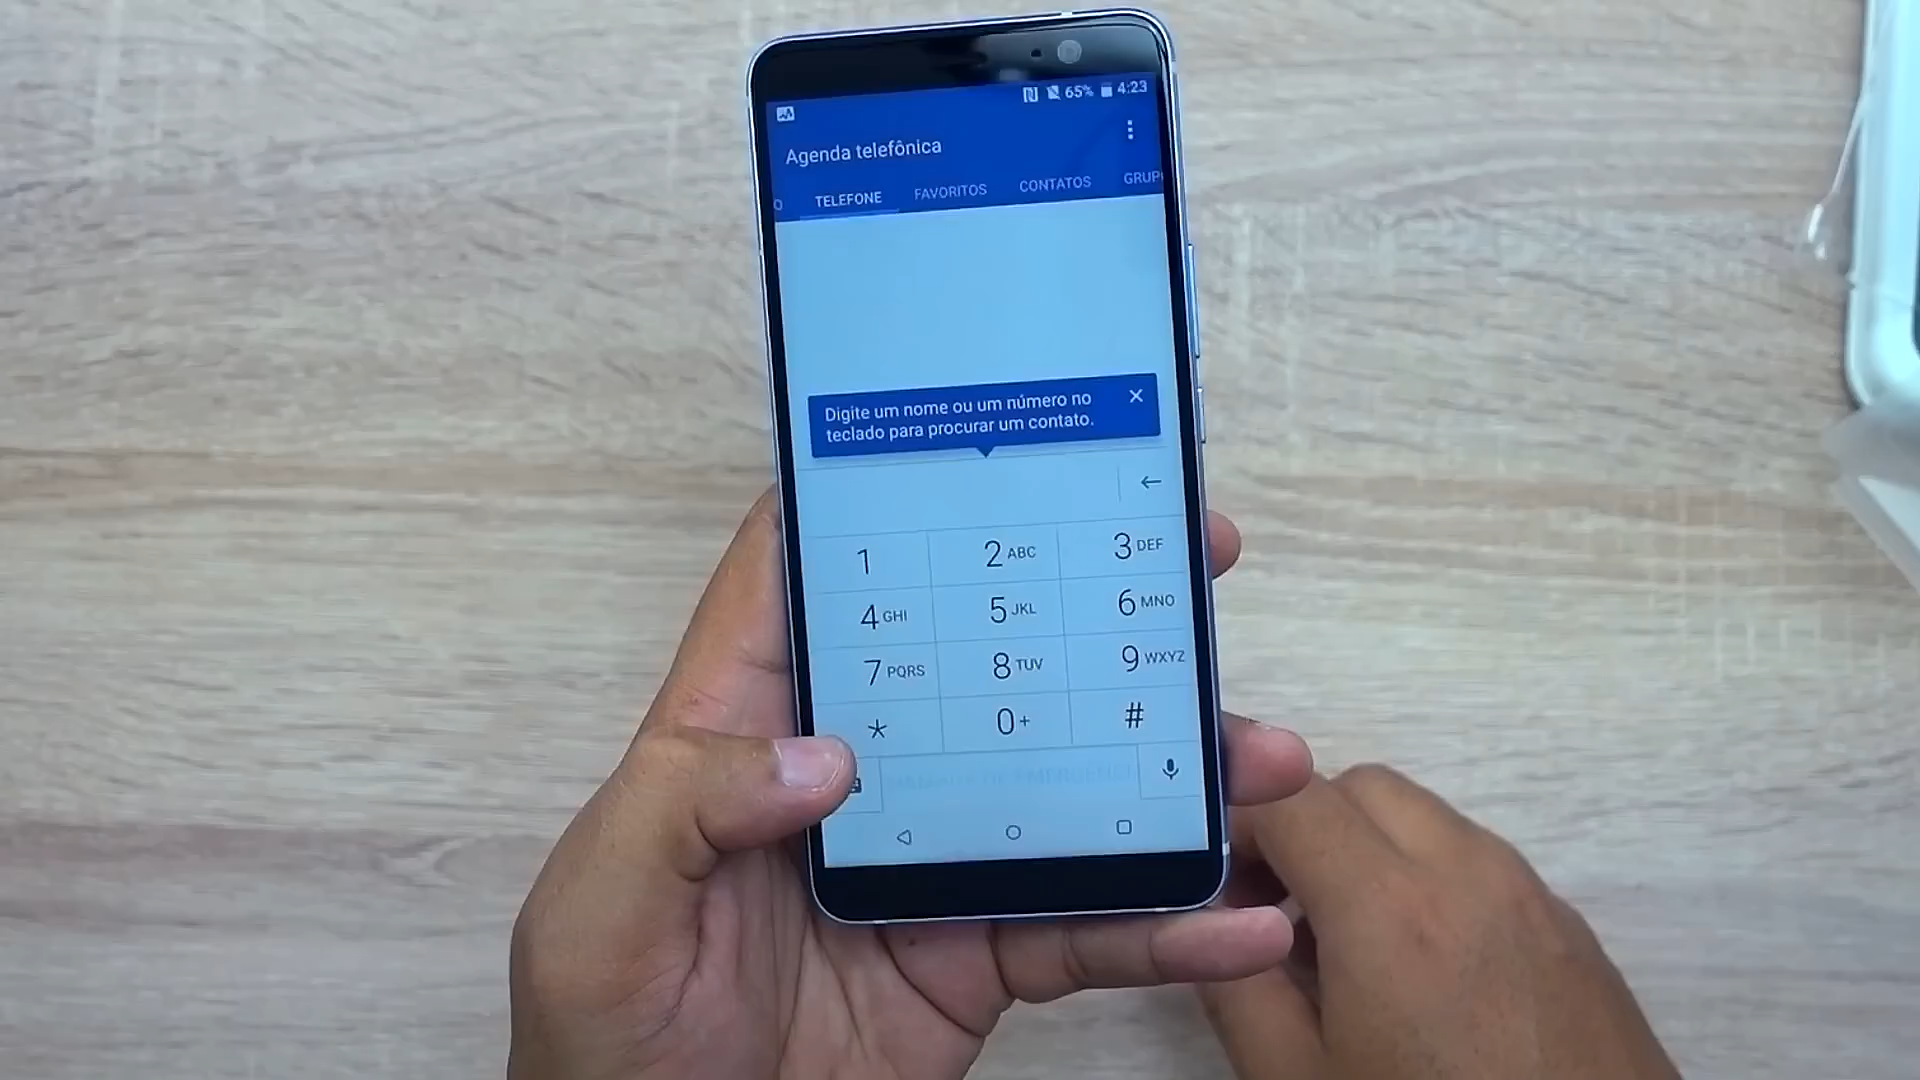 65% 4:23
Agenda telefônica
TELEFONE FAVORITOS CONTATOS
Digite um nome ou um número no
teclado para procurar um contato.
1 2 ABC 3 DEF
4 GHI 5 JKL 6 MNO
7 PQRS 8 TUV 9 WXYZ
* 0 + #